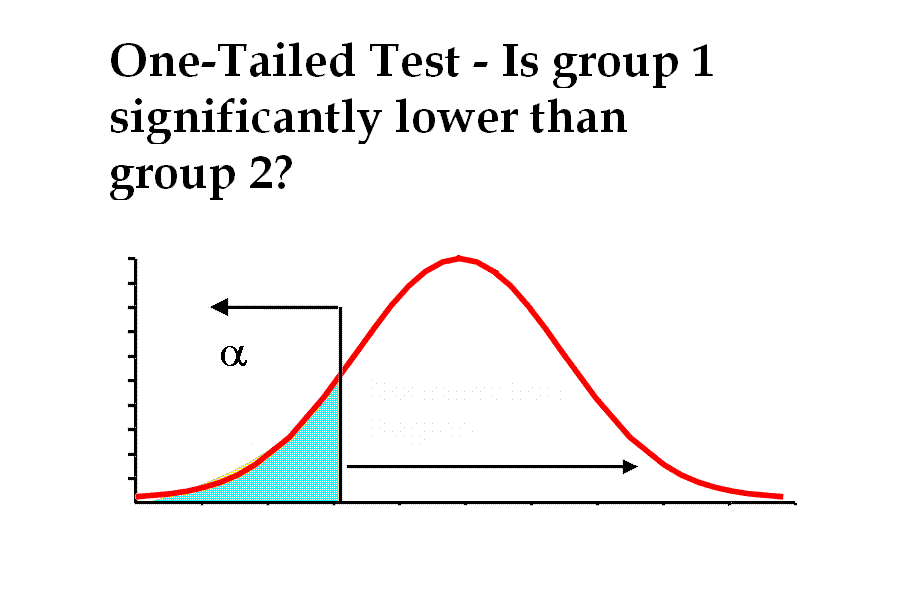 One-Tailed Test - Is group 1
significantly lower than
group 2?
α